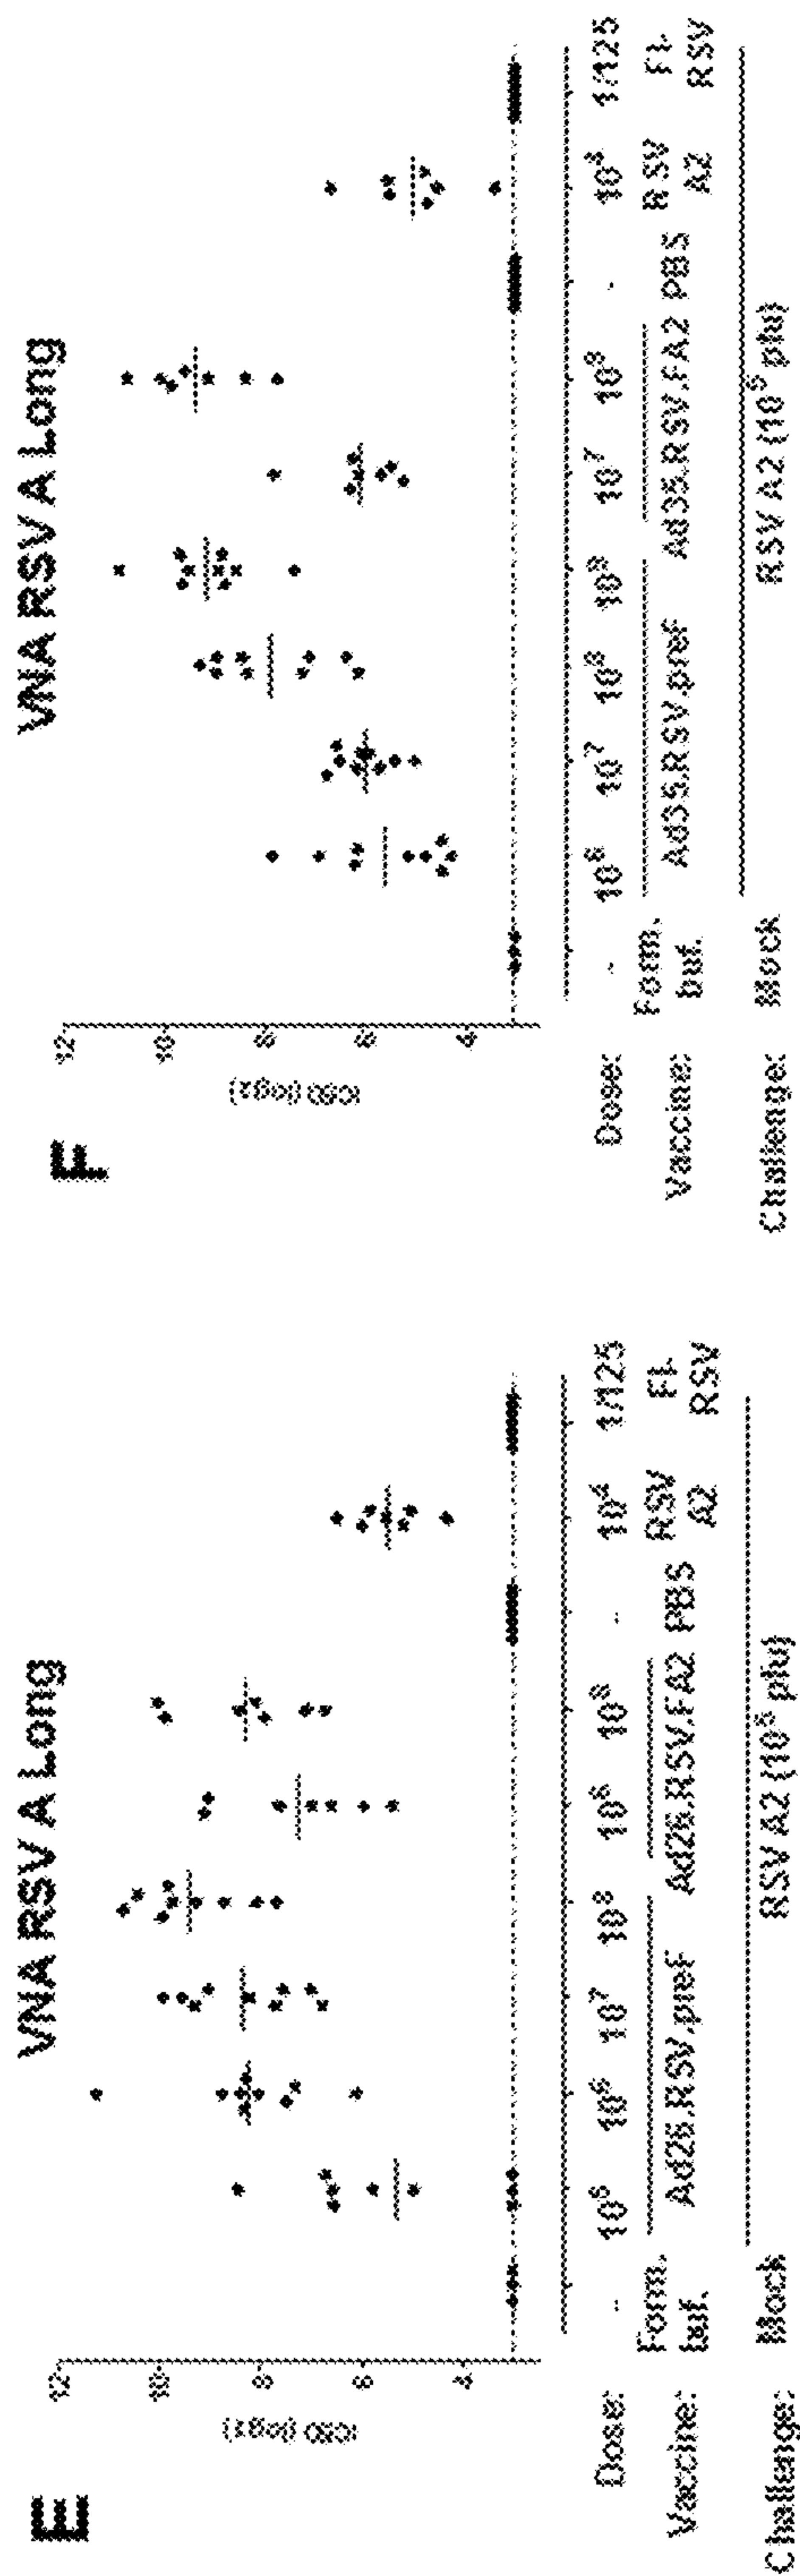 E
VNA RSV A Long
IC50 (log2)
12
10
8
6
4
Dose: - 10⁵ 10⁶ 10⁷ 10⁸ 10⁶ 10⁸ - 10⁴ 1/125
Vaccine: Form. buf. Ad26.RSV.pref Ad26.RSV.FA2 PBS RSV A2 FI-RSV
Challenge: Mock RSV A2 (10⁵ pfu)
F
VNA RSV A Long
IC50 (log2)
12
10
8
6
4
Dose: - 10⁶ 10⁷ 10⁸ 10⁹ 10⁷ 10⁹ - 10⁴ 1/125
Vaccine: Form. buf. Ad35.RSV.pref Ad35.RSV.FA2 PBS RSV A2 FI-RSV
Challenge: Mock RSV A2 (10⁵ pfu)